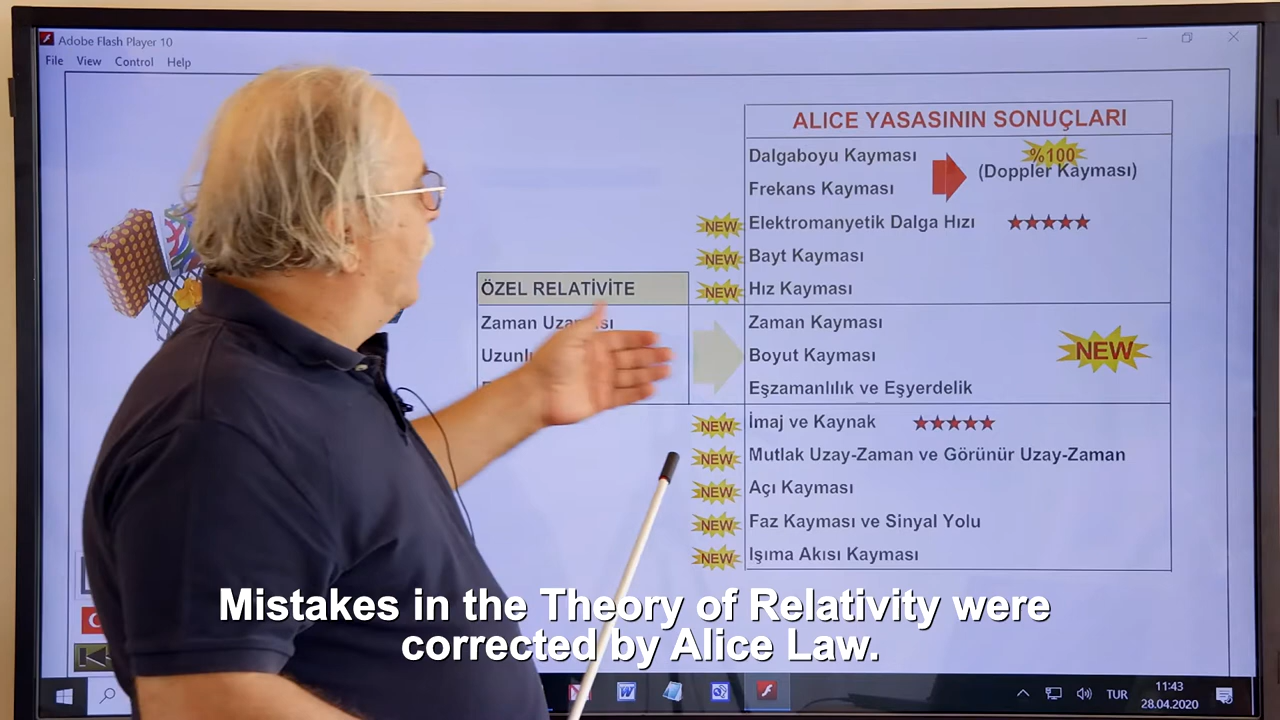 Adobe Flash Player 10
File View Control Help
ALICE YASASININ SONUÇLARI
Dalgaboyu Kayması
%100
(Doppler Kayması)
Frekans Kayması
NEW Elektromanyetik Dalga Hızı ★★★★★
NEW Bayt Kayması
NEW Hız Kayması
ÖZEL RELATİVİTE
Zaman
Zaman Kayması
Boyut Kayması
NEW
Eşzamanlılık ve Eşyerdelik
NEW İmaj ve Kaynak ★★★★★
NEW Mutlak Uzay-Zaman ve Görünür Uzay-Zaman
NEW Açı Kayması
NEW Faz Kayması ve Sinyal Yolu
NEW Işıma Akısı Kayması
Mistakes in the Theory of Relativity were
corrected by Alice Law.
TUR
11:43
28.04.2020